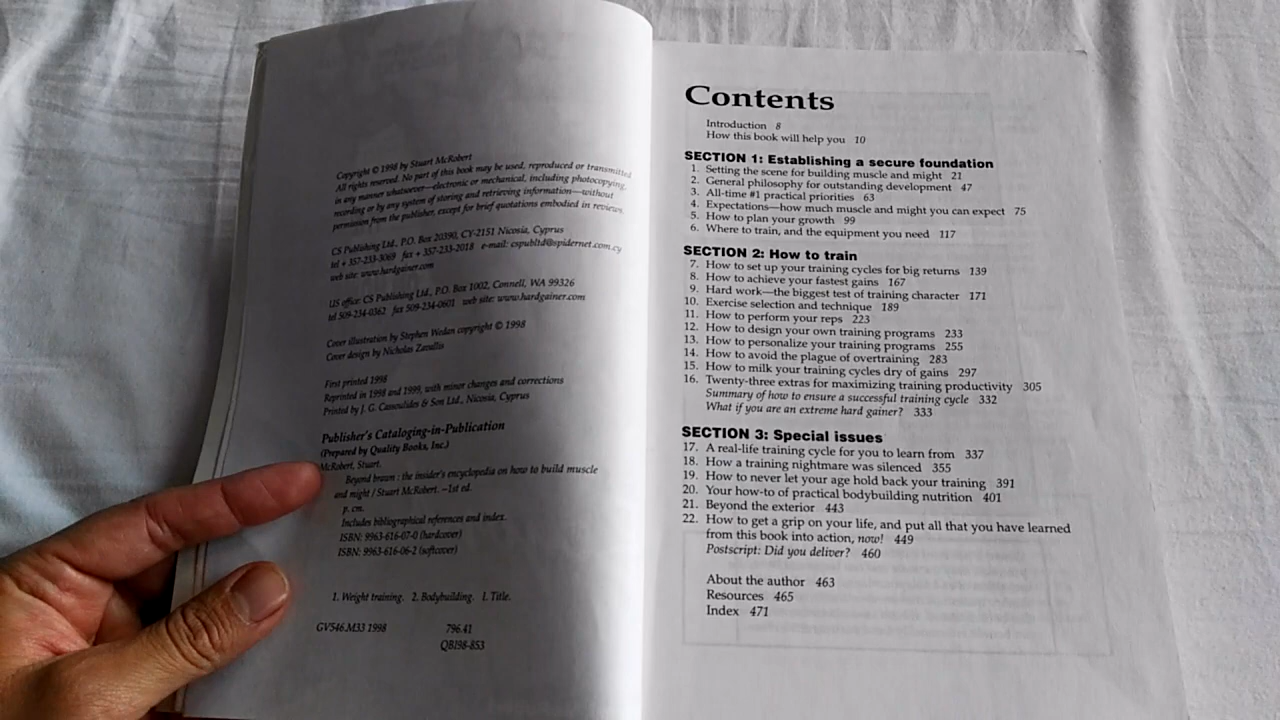 Copyright © 1998 by Stuart McRobert
All rights reserved. No part of this book may be used, reproduced or transmitted
in any manner whatsoever—electronic or mechanical, including photocopying,
recording or by any system of storing and retrieving information—without
permission from the publisher, except for brief quotations embodied in reviews.
CS Publishing Ltd., P.O. Box 20390, CY-2151 Nicosia, Cyprus
tel + 357-233-3069 fax + 357-233-2018 e-mail: cspubltd@spidernet.com.cy
web site: www.hardgainer.com
US office: CS Publishing Ltd., P.O. Box 1002, Connell, WA 99326
tel 509-234-0362 fax 509-234-0601 web site: www.hardgainer.com
Cover illustration by Stephen Wedan copyright © 1998
Cover design by Nicholas Zavallis
First printed 1998
Reprinted in 1998 and 1999, with minor changes and corrections
Printed by J. G. Cassoulides & Son Ltd., Nicosia, Cyprus
Publisher's Cataloging-in-Publication
(Prepared by Quality Books, Inc.)
McRobert, Stuart.
Beyond brawn : the insider's encyclopedia on how to build muscle
and might / Stuart McRobert. —1st ed.
p. cm.
Includes bibliographical references and index.
ISBN: 9963-616-07-0 (hardcover)
ISBN: 9963-616-06-2 (softcover)
1. Weight training. 2. Bodybuilding. I. Title.
GV546.M33 1998 796.41
QBI98-853
Contents
Introduction 8
How this book will help you 10
SECTION 1: Establishing a secure foundation
1. Setting the scene for building muscle and might 21
2. General philosophy for outstanding development 47
3. All-time #1 practical priorities 63
4. Expectations—how much muscle and might you can expect 75
5. How to plan your growth 99
6. Where to train, and the equipment you need 117
SECTION 2: How to train
7. How to set up your training cycles for big returns 139
8. How to achieve your fastest gains 167
9. Hard work—the biggest test of training character 171
10. Exercise selection and technique 189
11. How to perform your reps 223
12. How to design your own training programs 233
13. How to personalize your training programs 255
14. How to avoid the plague of overtraining 283
15. How to milk your training cycles dry of gains 297
16. Twenty-three extras for maximizing training productivity 305
Summary of how to ensure a successful training cycle 332
What if you are an extreme hard gainer? 333
SECTION 3: Special issues
17. A real-life training cycle for you to learn from 337
18. How a training nightmare was silenced 355
19. How to never let your age hold back your training 391
20. Your how-to of practical bodybuilding nutrition 401
21. Beyond the exterior 443
22. How to get a grip on your life, and put all that you have learned
from this book into action, now! 449
Postscript: Did you deliver? 460
About the author 463
Resources 465
Index 471